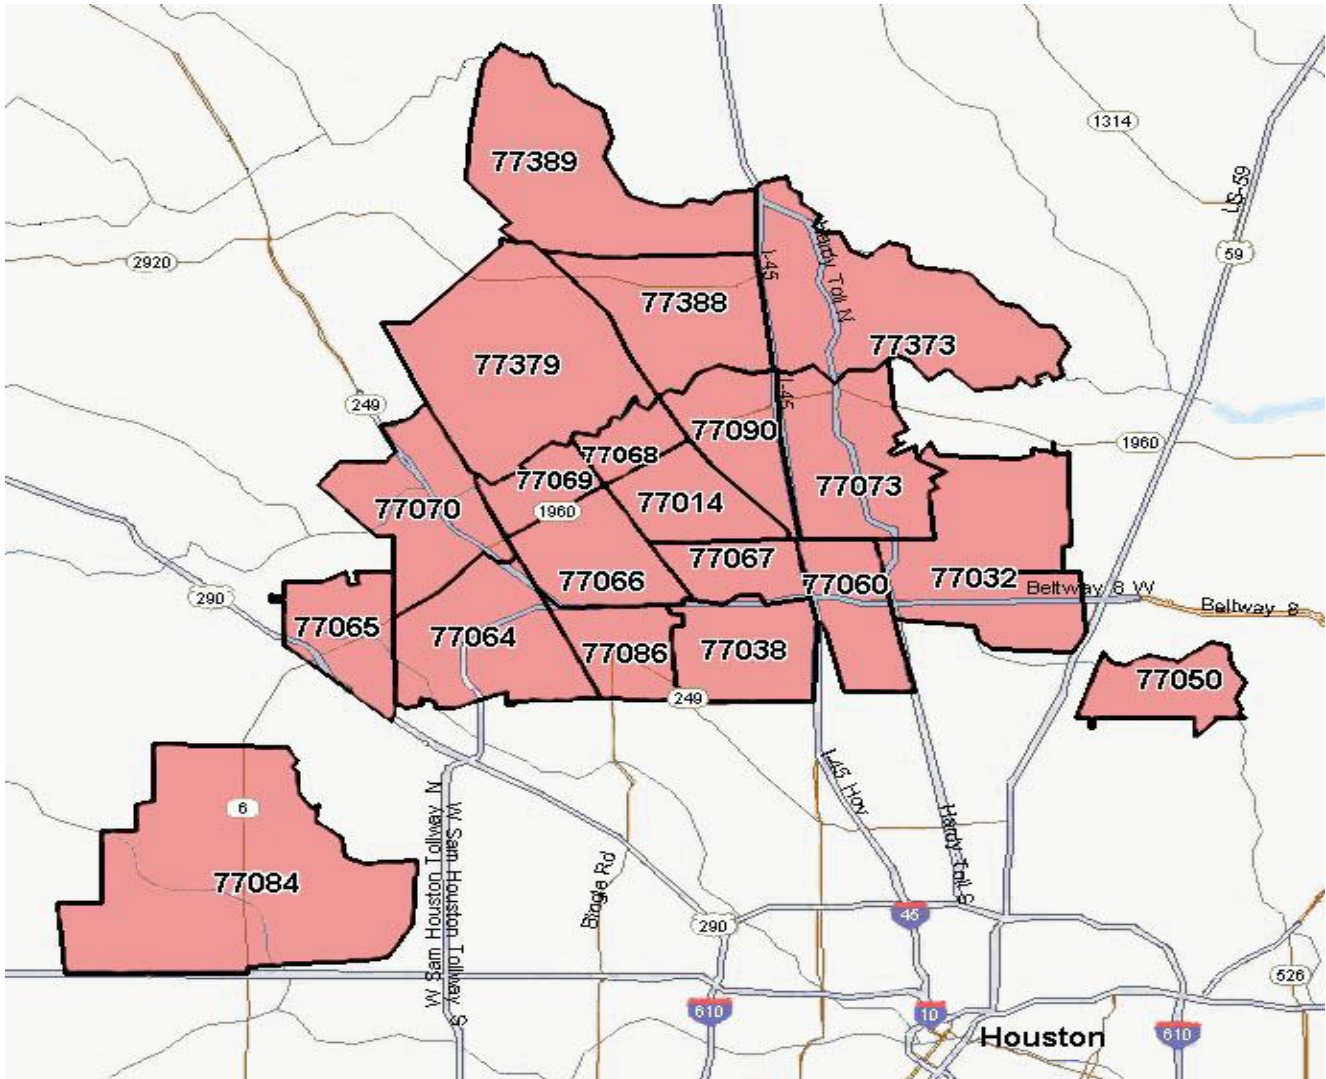 1314
77389
US-59
2920
59
I-45
Hardy Toll N
77388
77373
77379
I-45
249
77090
1960
77068
77069
77073
77070
77014
1960
77067
77066
77060
77032
Beltway 8 W
290
Beltway 8
77065
77064
77086
77038
77050
249
6
I-45 Hov
W Sam Houston Tollway N
W Sam Houston Tollway S
Hardy Toll S
77084
Bingle Rd
45
290
526
610
10
Houston
610